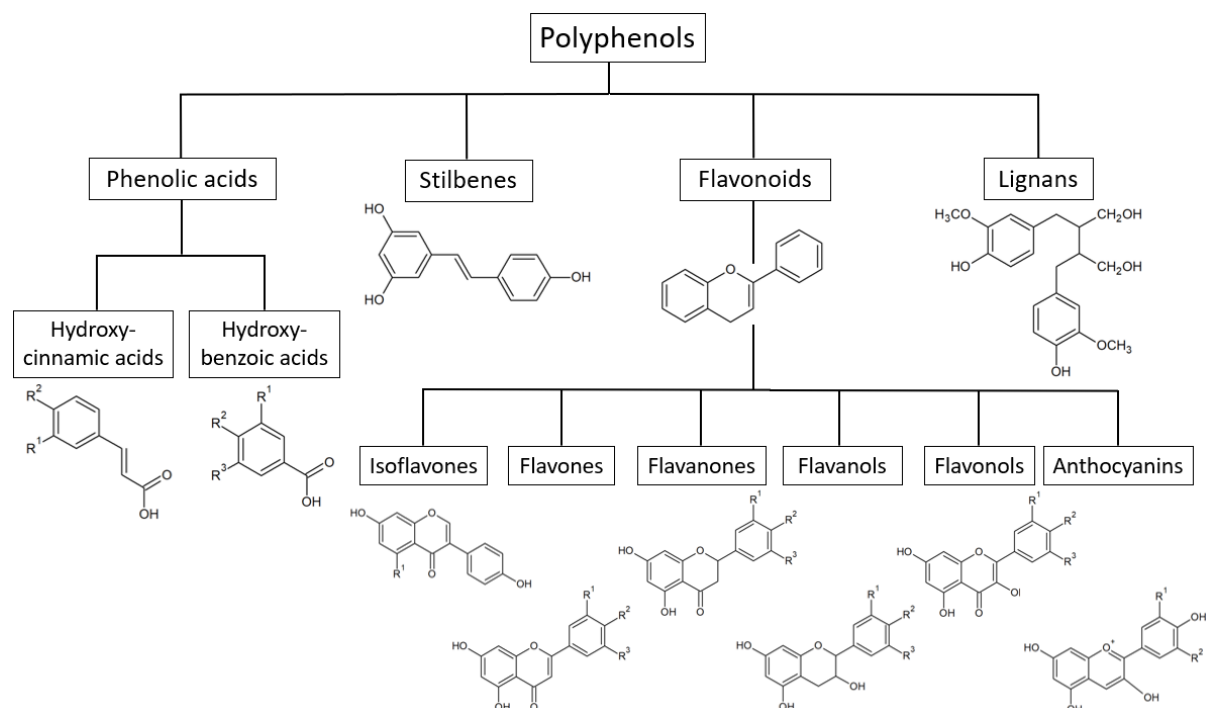 Polyphenols
Phenolic acids
Stilbenes
Flavonoids
Lignans
HO
HO
OH
O
H₃CO
CH₂OH
CH₂OH
HO
OCH₃
OH
Hydroxy-
cinnamic acids
Hydroxy-
benzoic acids
R²
R¹
O
OH
R¹
R²
R³
O
OH
Isoflavones
Flavones
Flavanones
Flavanols
Flavonols
Anthocyanins
HO
O
R¹
O
OH
HO
O
OH
O
R¹
R²
R³
HO
O
OH
O
R¹
R²
R³
HO
O
OH
OH
R¹
R²
R³
HO
O
OH
O
Ol
R¹
R²
R³
HO
O⁺
OH
OH
R¹
OH
R²